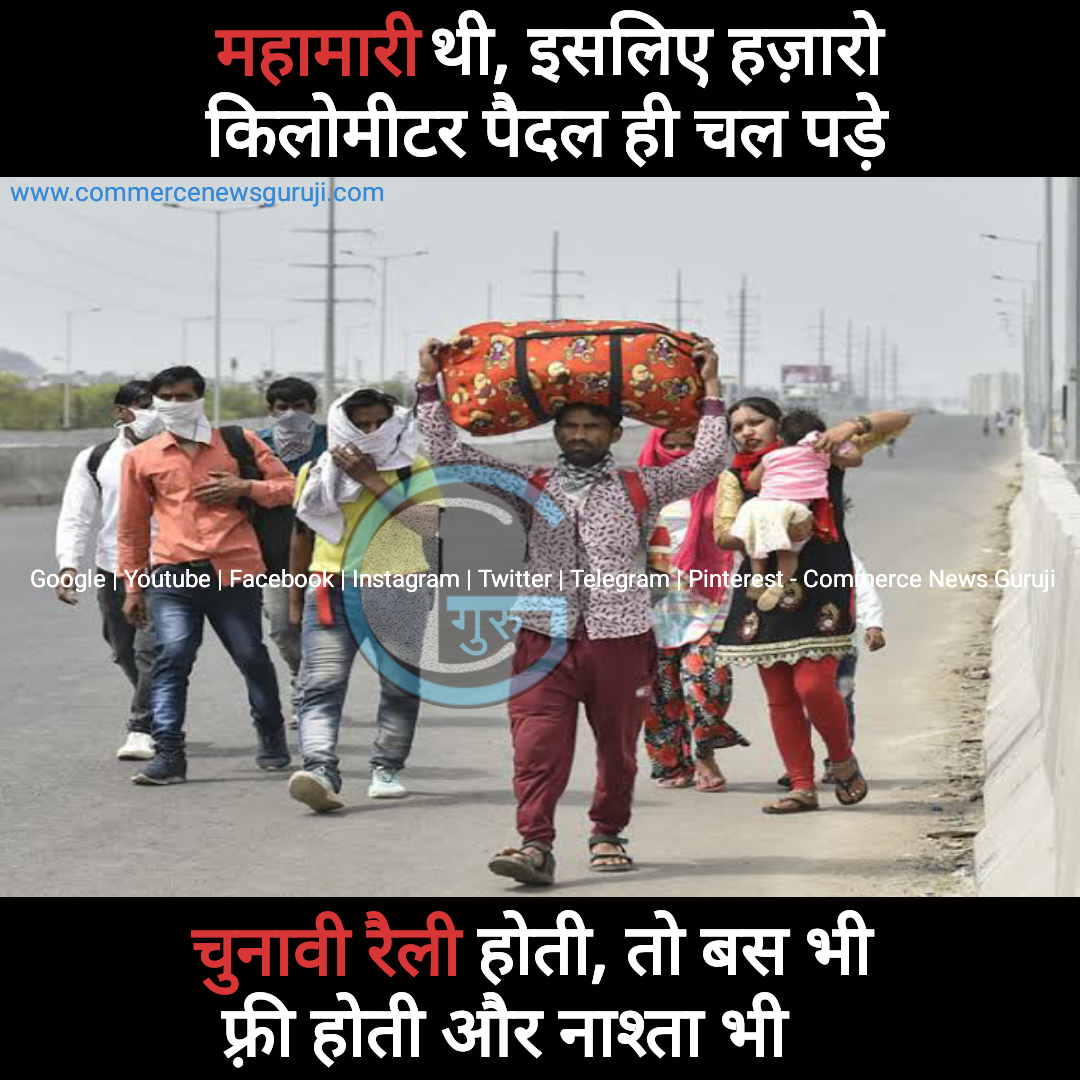 महामारी थी, इसलिए हज़ारो
किलोमीटर पैदल ही चल पड़े
www.commercenewsguruji.com
Google | Youtube | Facebook | Instagram | Twitter | Telegram | Pinterest - Commerce News Guruji
गुरु
चुनावी रैली होती, तो बस भी
फ़्री होती और नाश्ता भी